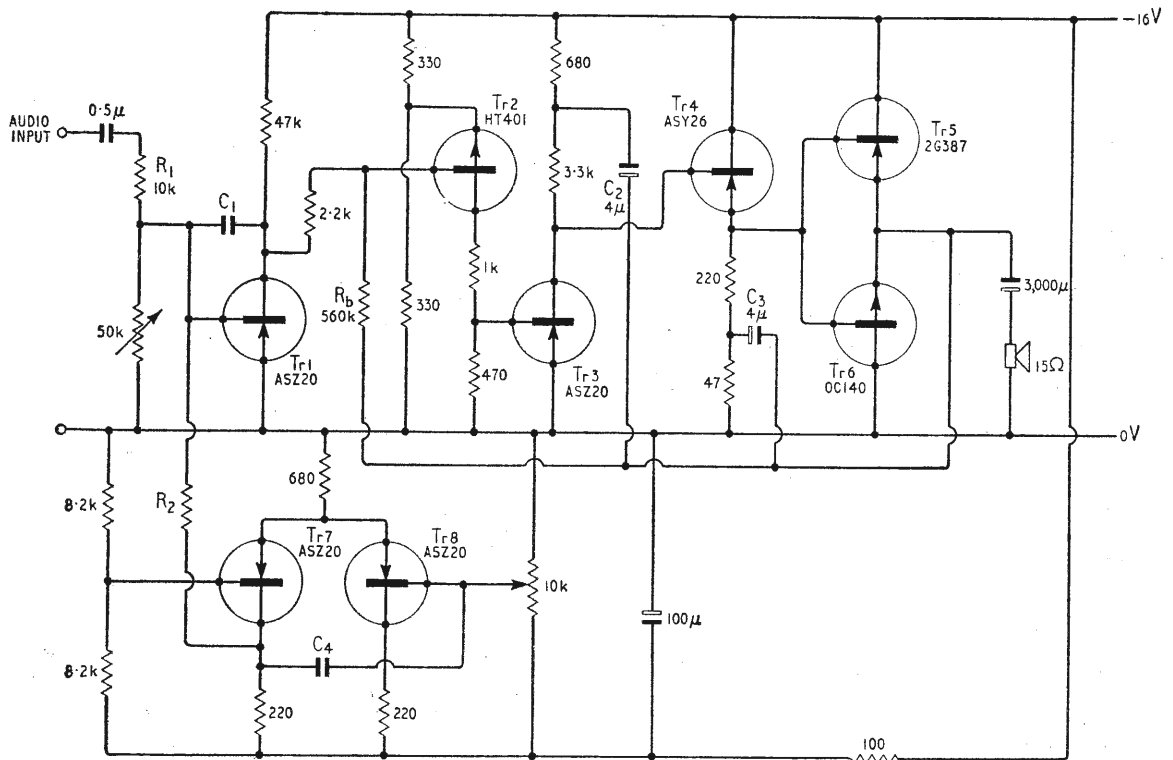 −16V
AUDIO
INPUT
0·5µ
R1
10k
C1
50k
47k
2·2k
Tr1
ASZ20
330
Tr2
HT401
Rb
560k
330
1k
470
680
3·3k
C2
4µ
Tr3
ASZ20
Tr4
ASY26
220
C3
4µ
47
Tr5
2G387
Tr6
OC140
3,000µ
15Ω
0V
8·2k
R2
680
Tr7
ASZ20
Tr8
ASZ20
10k
100µ
8·2k
C4
220
220
100